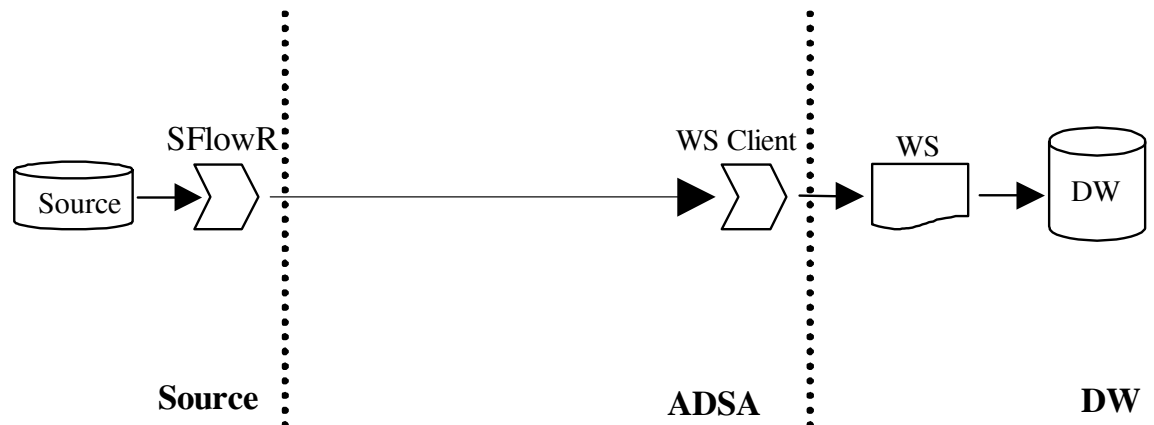 SFlowR
WS Client
WS
Source
DW
Source
ADSA
DW